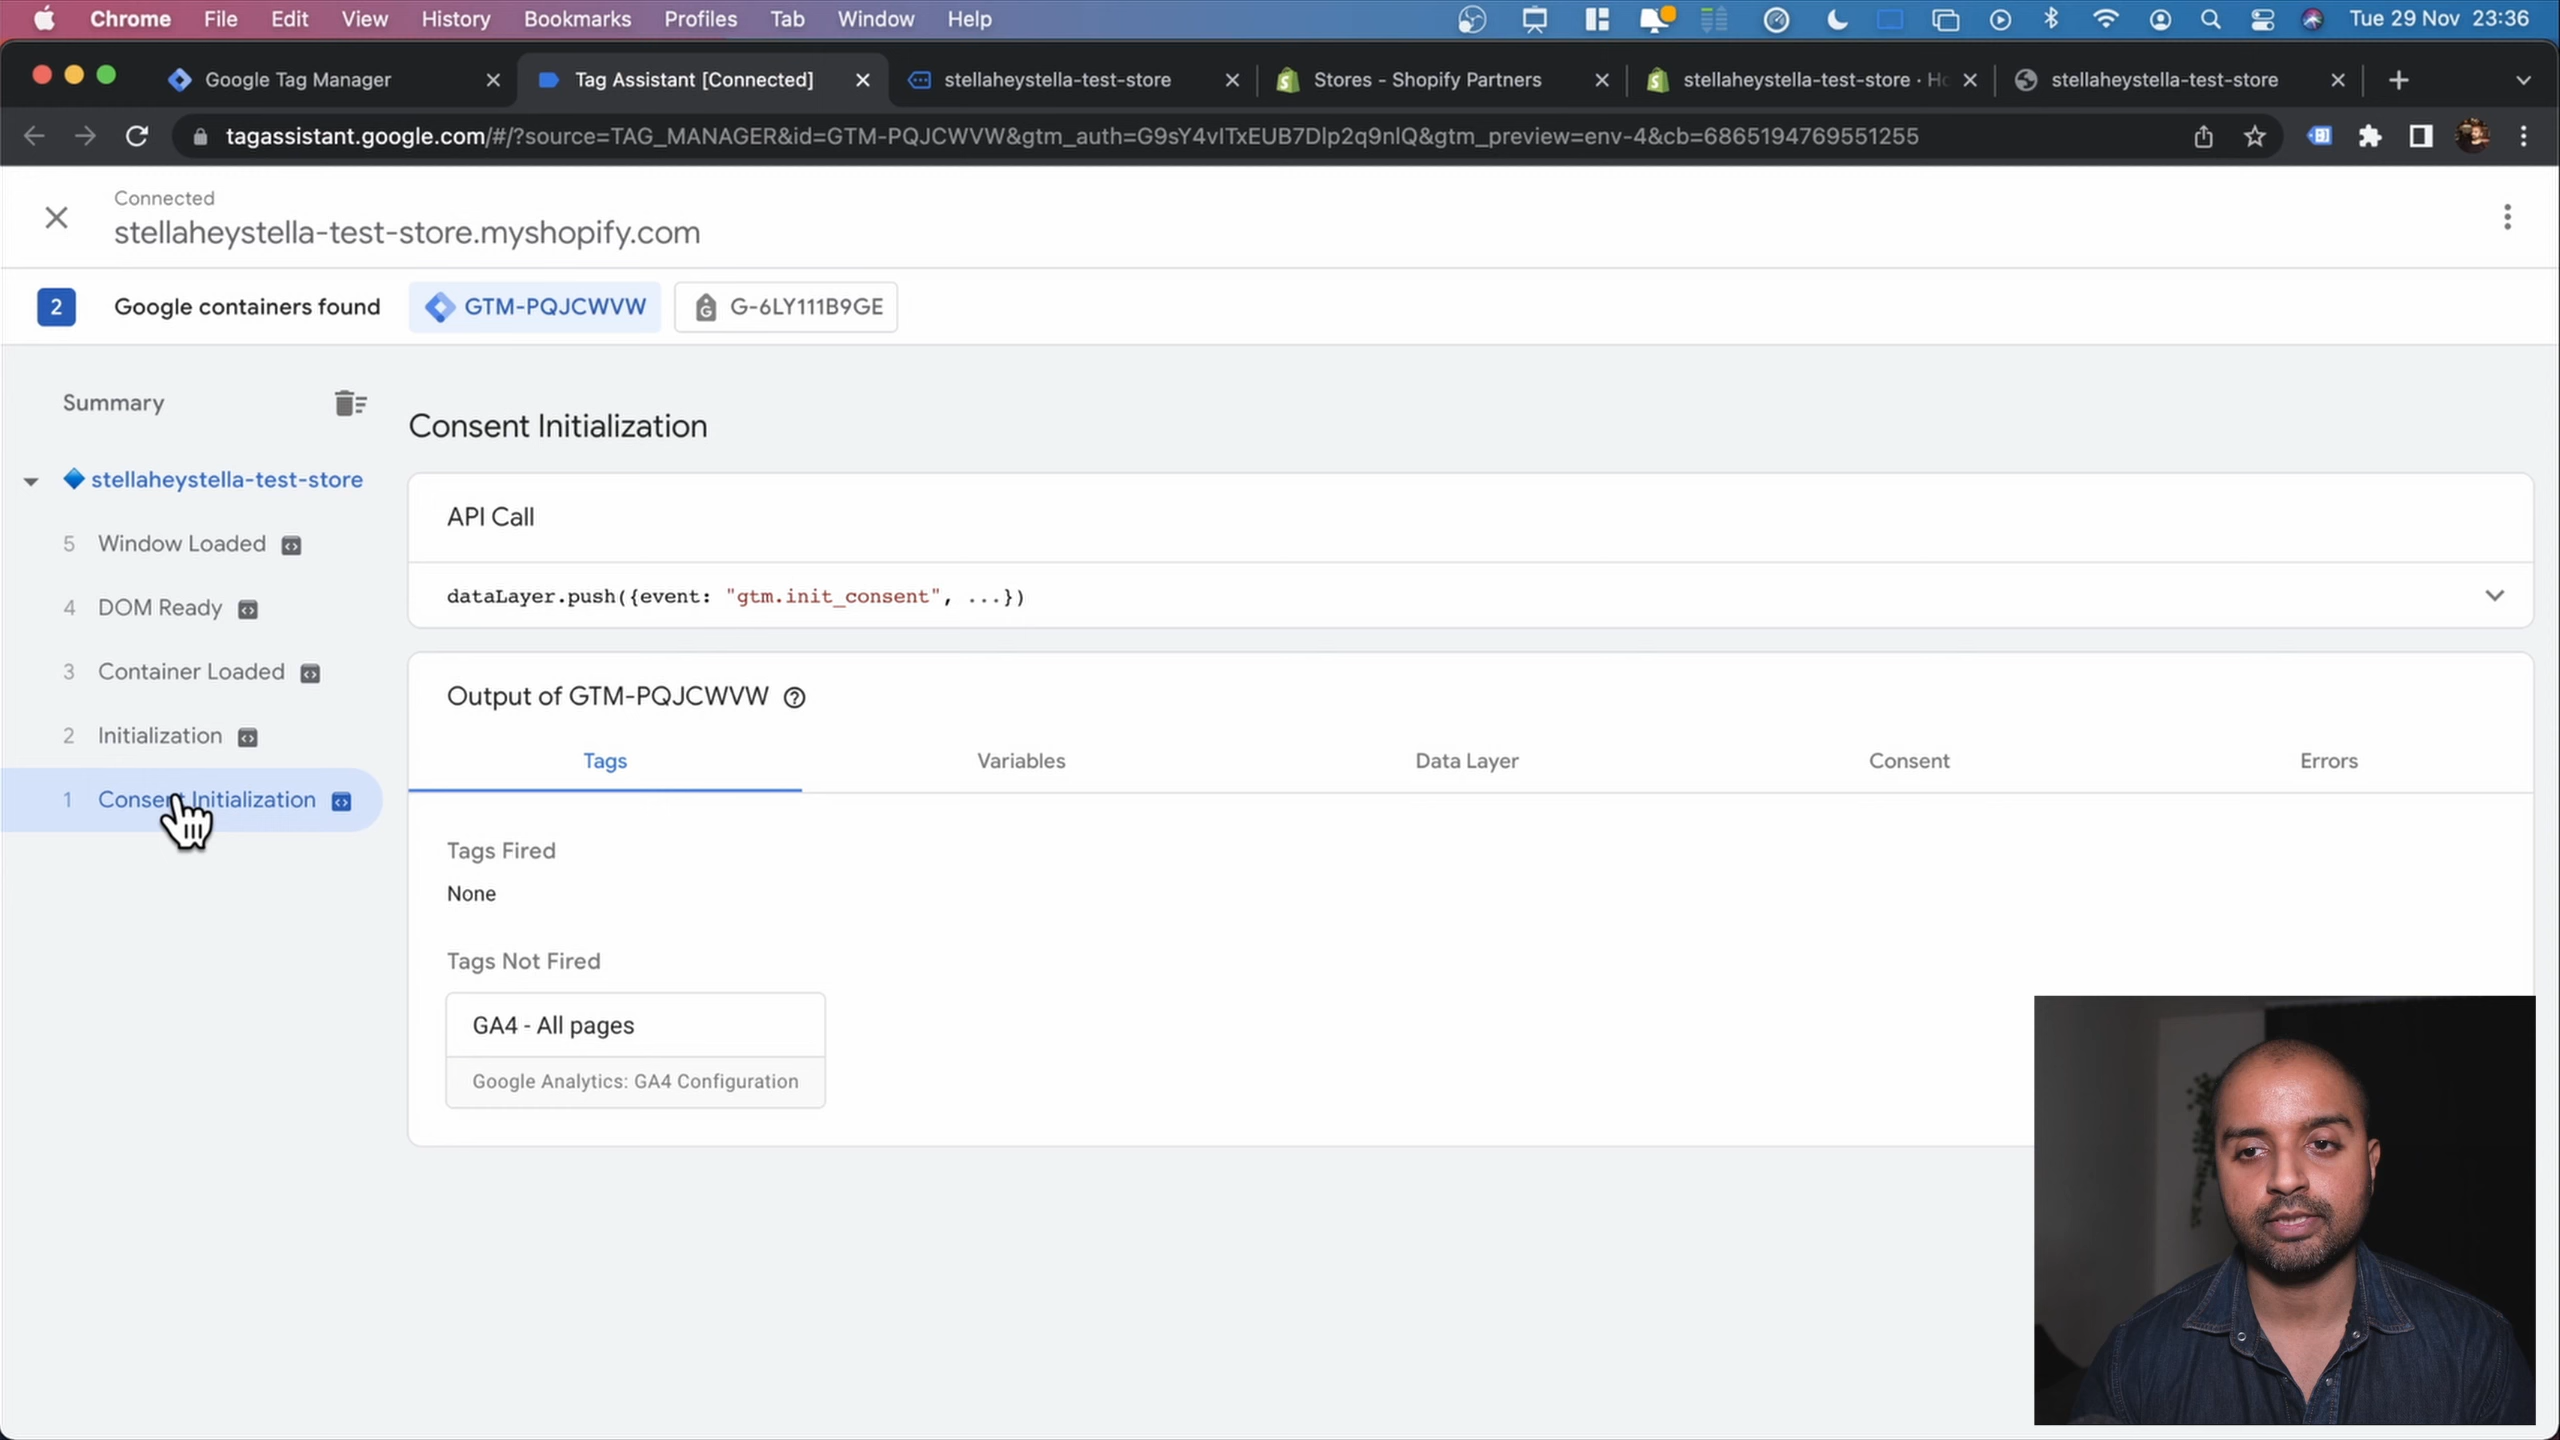 Chrome File Edit View History Bookmarks Profiles Tab Window Help Tue 29 Nov 23:36
Google Tag Manager Tag Assistant [Connected] stellaheystella-test-store Stores - Shopify Partners stellaheystella-test-store · Ho stellaheystella-test-store
tagassistant.google.com/#/?source=TAG_MANAGER&id=GTM-PQJCWVW&gtm_auth=G9sY4vITxEUB7Dlp2q9nlQ&gtm_preview=env-4&cb=6865194769551255
Connected
stellaheystella-test-store.myshopify.com
2 Google containers found GTM-PQJCWVW G-6LY111B9GE
Summary
stellaheystella-test-store
5 Window Loaded
4 DOM Ready
3 Container Loaded
2 Initialization
1 Consent Initialization
Consent Initialization
API Call
dataLayer.push({event: "gtm.init_consent", ...})
Output of GTM-PQJCWVW
Tags Variables Data Layer Consent Errors
Tags Fired
None
Tags Not Fired
GA4 - All pages
Google Analytics: GA4 Configuration